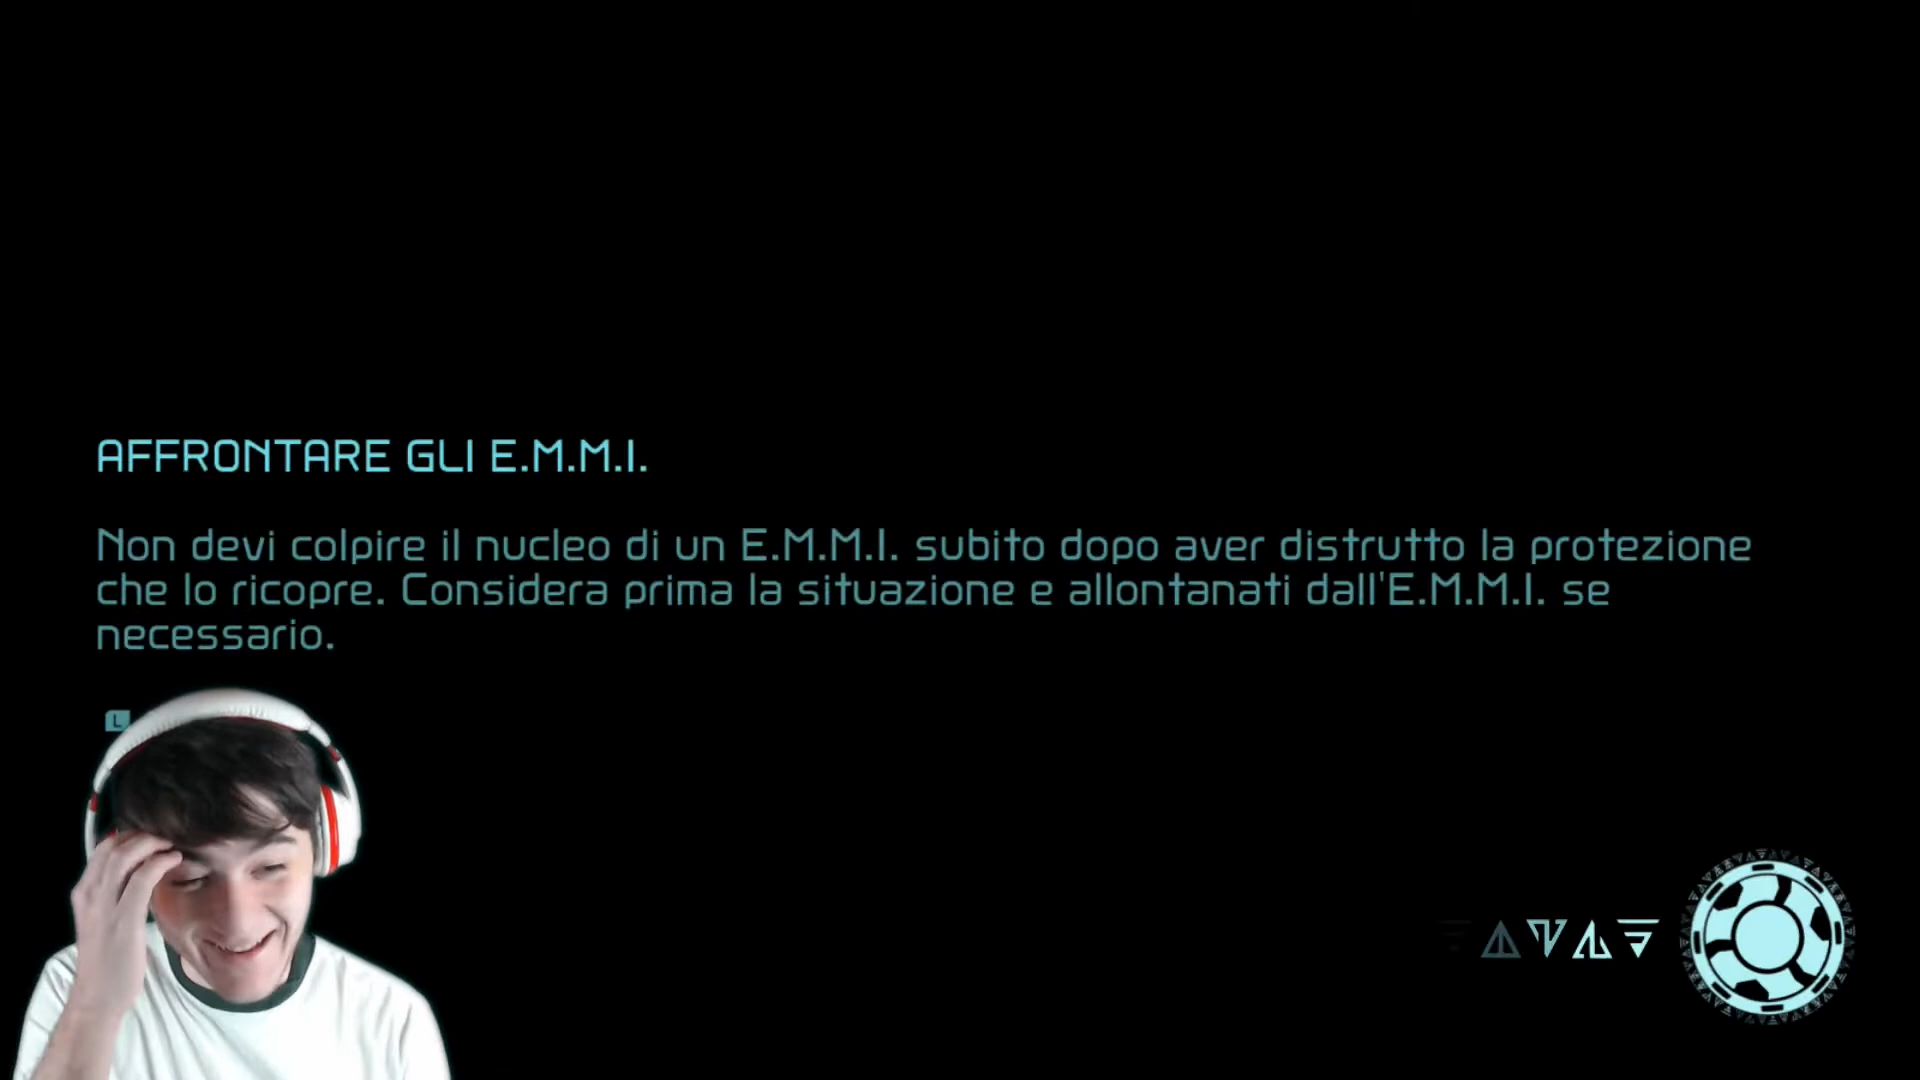 AFFRONTARE GLI E.M.M.I.
Non devi colpire il nucleo di un E.M.M.I. subito dopo aver distrutto la protezione
che lo ricopre. Considera prima la situazione e allontanati dall'E.M.M.I. se
necessario.
L